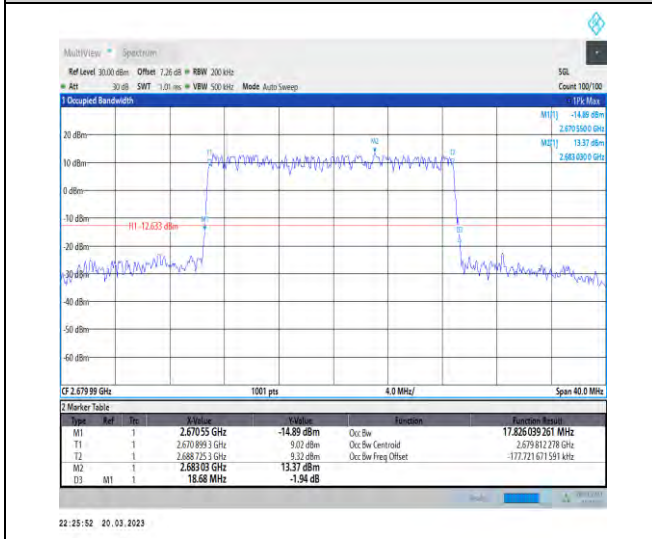 MultiView Spectrum
Ref Level 30.00 dBm Offset 7.26 dB RBW 200 kHz SGL
Att 30 dB SWT 1.01 ms VBW 500 kHz Mode Auto Sweep Count 100/100
1 Occupied Bandwidth 1Pk Max
M1[1] -14.89 dBm
2.670 550 0 GHz
M2[1] 13.37 dBm
2.683 030 0 GHz
20 dBm
M2
T1 T2
10 dBm
0 dBm
-10 dBm
H1 -12.633 dBm
M1
D3
-20 dBm
-30 dBm
-40 dBm
-50 dBm
-60 dBm
CF 2.679 99 GHz 1001 pts 4.0 MHz/ Span 40.0 MHz
2 Marker Table
Type Ref Trc X-Value Y-Value Function Function Result
M1 1 2.670 55 GHz -14.89 dBm Occ Bw 17.826 039 261 MHz
T1 1 2.670 899 3 GHz 9.02 dBm Occ Bw Centroid 2.679 812 278 GHz
T2 1 2.688 725 3 GHz 9.32 dBm Occ Bw Freq Offset -177.721 671 591 kHz
M2 1 2.683 03 GHz 13.37 dBm
D3 M1 1 18.68 MHz -1.94 dB
22:25:52 20.03.2023